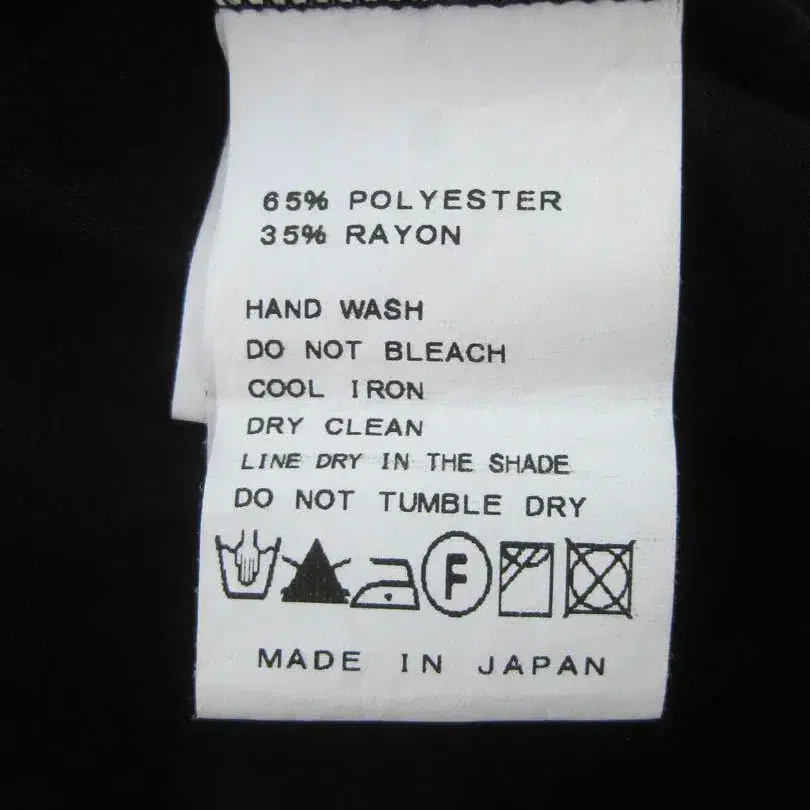 65% POLYESTER
35% RAYON
HAND WASH
DO NOT BLEACH
COOL IRON
DRY CLEAN
LINE DRY IN THE SHADE
DO NOT TUMBLE DRY
F
MADE IN JAPAN